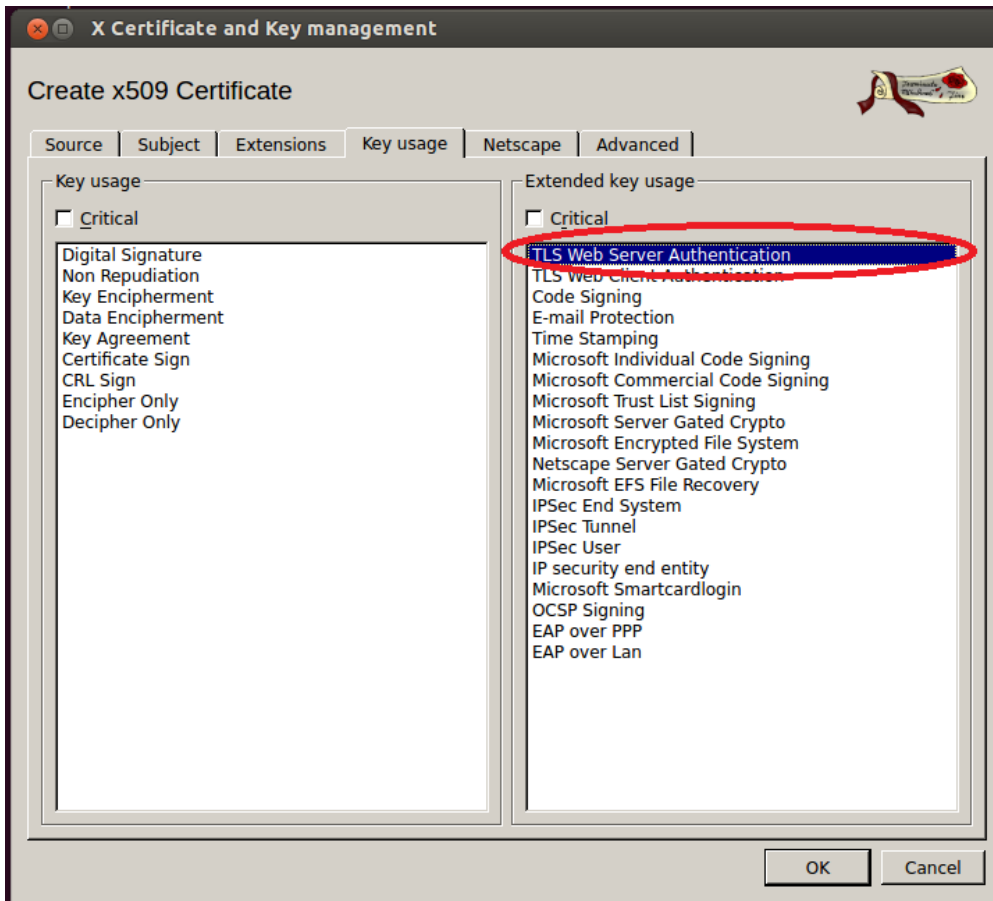 X Certificate and Key management
Create x509 Certificate
Source Subject Extensions Key usage Netscape Advanced
Key usage
Critical
Digital Signature
Non Repudiation
Key Encipherment
Data Encipherment
Key Agreement
Certificate Sign
CRL Sign
Encipher Only
Decipher Only
Extended key usage
Critical
TLS Web Server Authentication
TLS Web Client Authentication
Code Signing
E-mail Protection
Time Stamping
Microsoft Individual Code Signing
Microsoft Commercial Code Signing
Microsoft Trust List Signing
Microsoft Server Gated Crypto
Microsoft Encrypted File System
Netscape Server Gated Crypto
Microsoft EFS File Recovery
IPSec End System
IPSec Tunnel
IPSec User
IP security end entity
Microsoft Smartcardlogin
OCSP Signing
EAP over PPP
EAP over Lan
OK Cancel